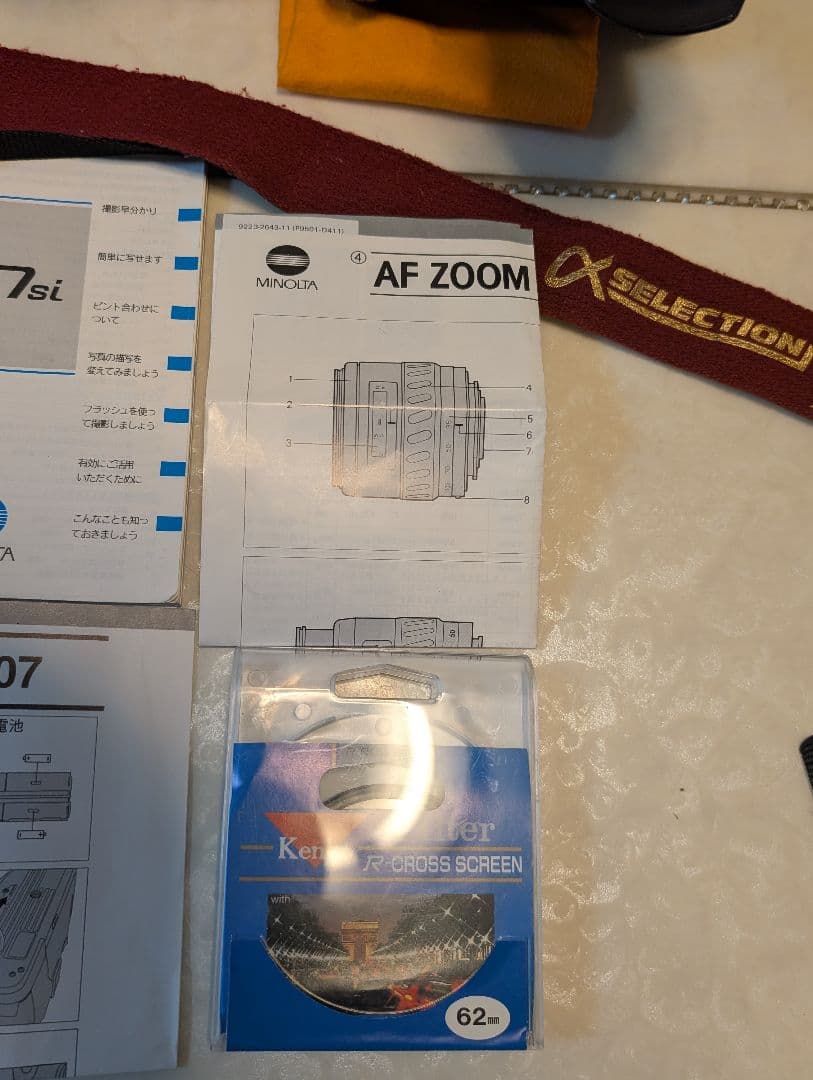 撮影早分かり
簡単に写せます
ピント合わせに
ついて
写真の描写を
変えてみましょう
フラッシュを使っ
て撮影しましょう
有効にご活用
いただくために
こんなことも知っ
ておきましょう
7si
TA
9223-2643-11 (P9501-D411)
MINOLTA
④ AF ZOOM
1
2
3
4
5
6
7
8
α SELECTION
07
電池
Ken
R-CROSS SCREEN
with
62mm